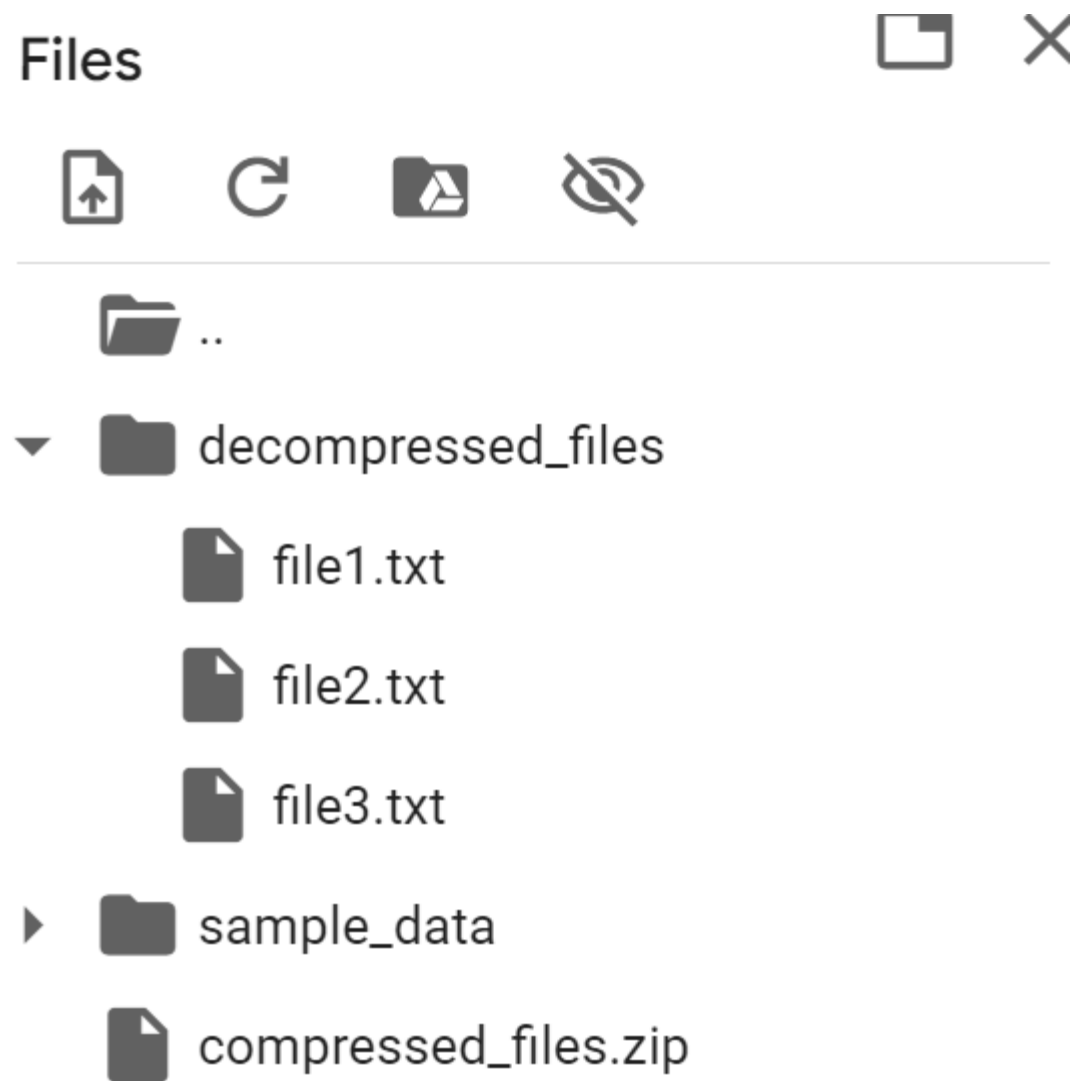 Files
..
decompressed_files
file1.txt
file2.txt
file3.txt
sample_data
compressed_files.zip